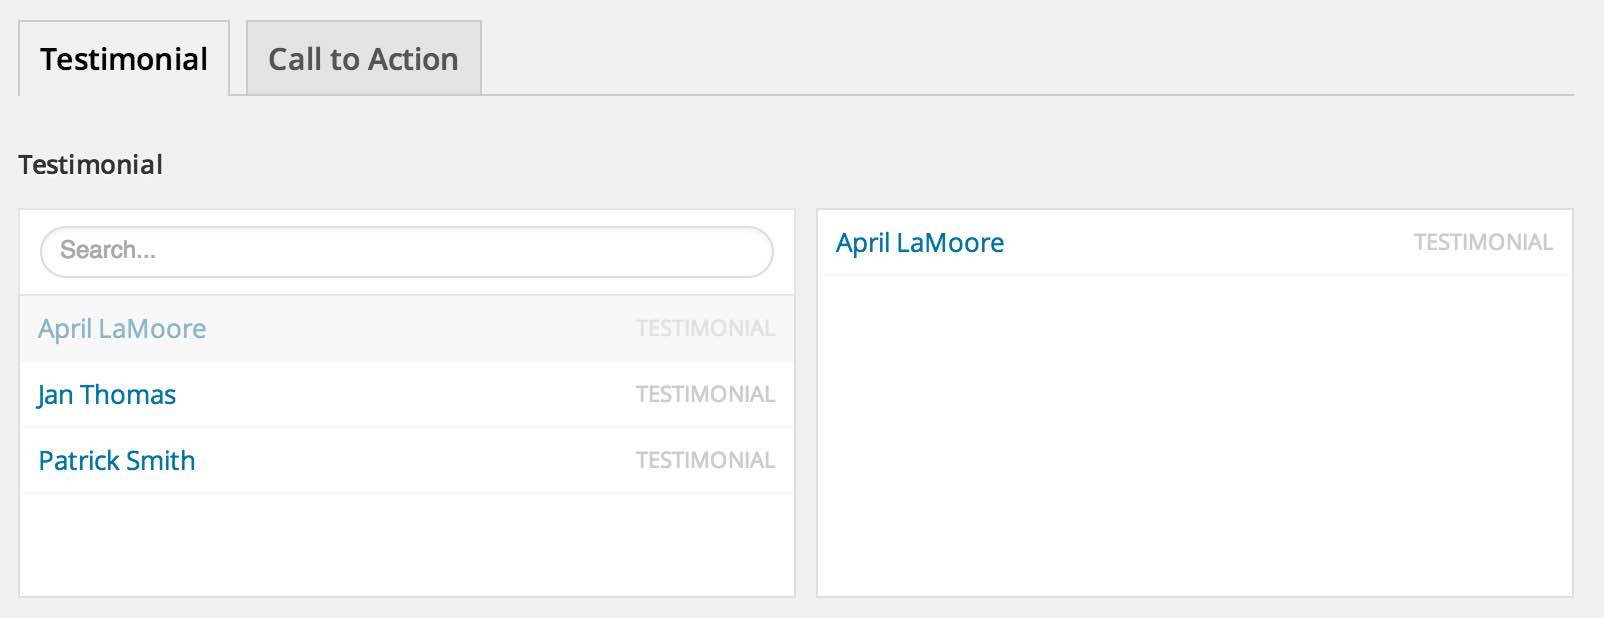 Testimonial Call to Action
Testimonial
Search...
April LaMoore TESTIMONIAL
Jan Thomas TESTIMONIAL
Patrick Smith TESTIMONIAL
April LaMoore TESTIMONIAL